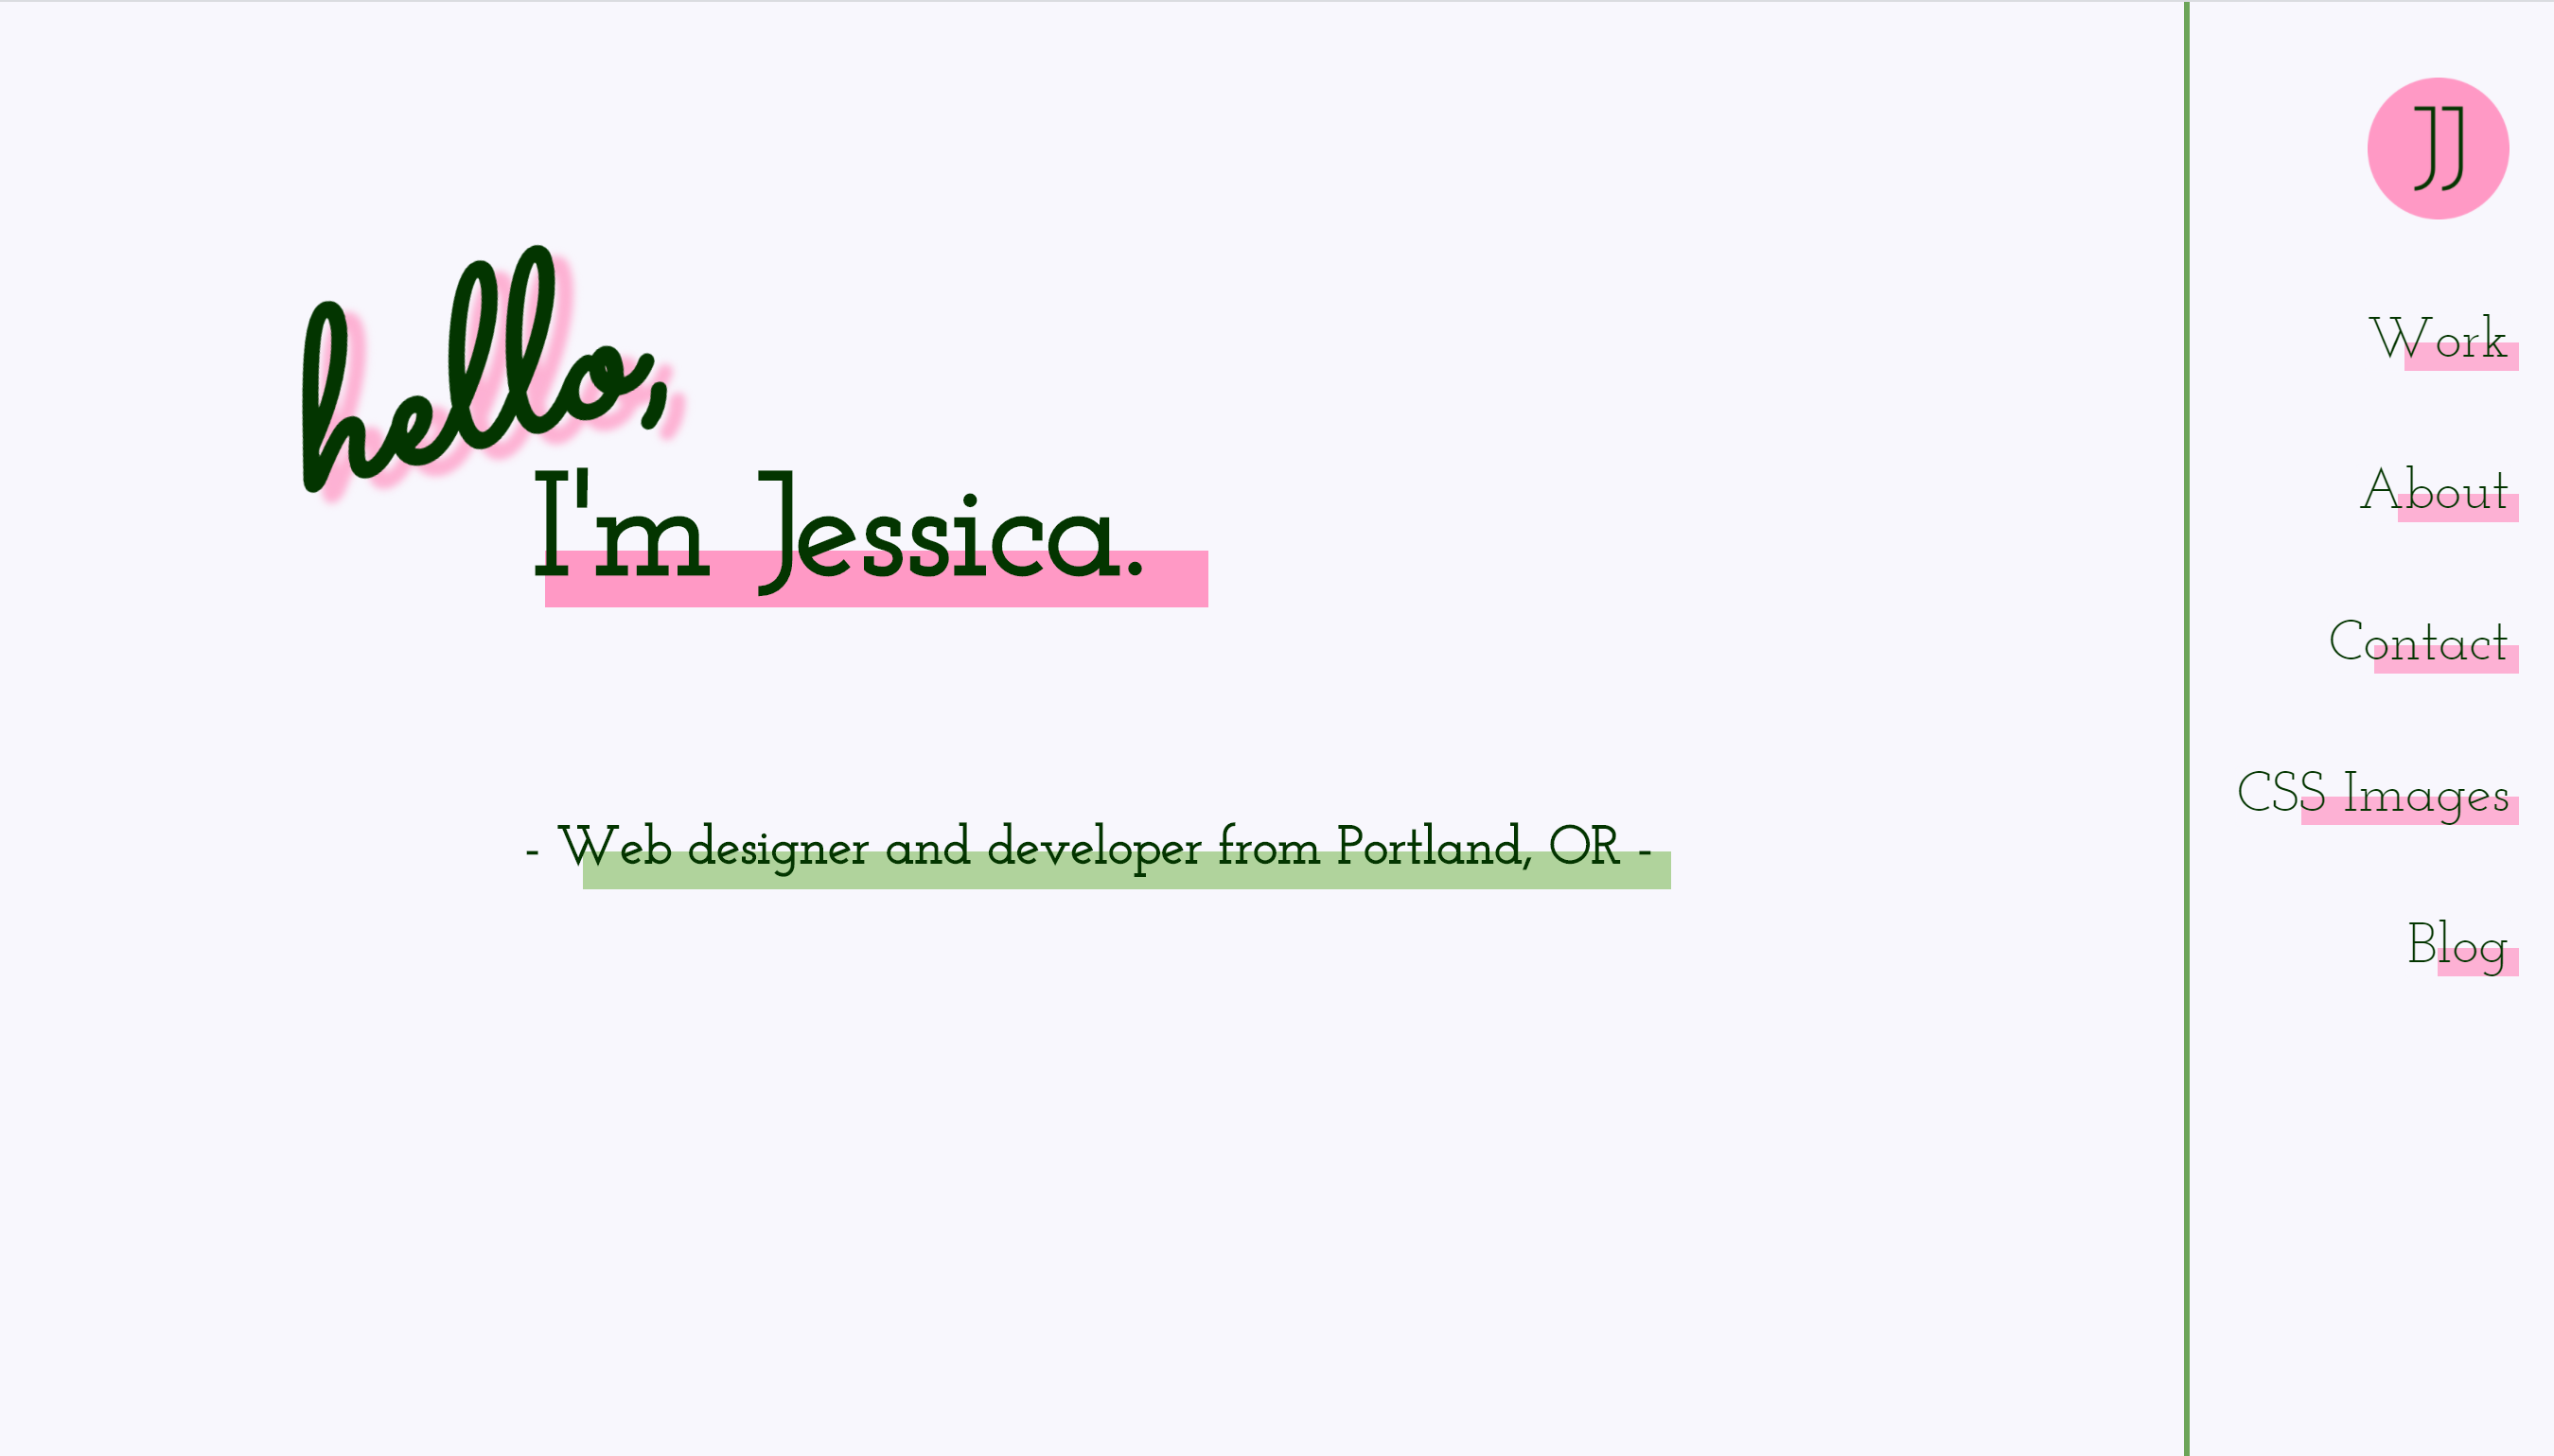 hello,
I'm Jessica.
- Web designer and developer from Portland, OR -
JJ
Work
About
Contact
CSS Images
Blog